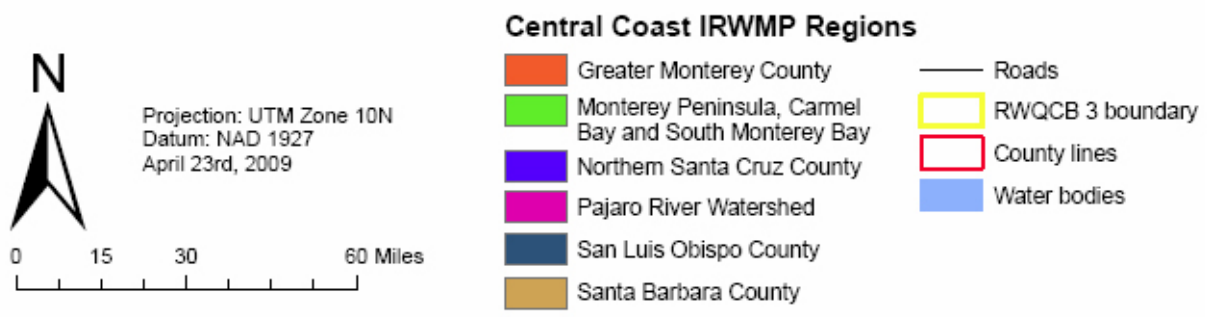 N
Projection: UTM Zone 10N
Datum: NAD 1927
April 23rd, 2009
0 15 30 60 Miles
Central Coast IRWMP Regions
Greater Monterey County
Monterey Peninsula, Carmel
Bay and South Monterey Bay
Northern Santa Cruz County
Pajaro River Watershed
San Luis Obispo County
Santa Barbara County
Roads
RWQCB 3 boundary
County lines
Water bodies